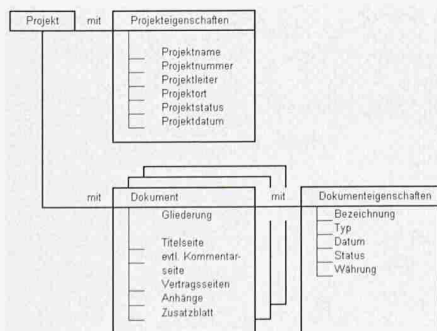 Projekt mit Projekteigenschaften
Projektname
Projektnummer
Projektleiter
Projektort
Projektstatus
Projektdatum
mit Dokument mit Dokumenteigenschaften
Gliederung
Titelseite
evtl. Kommentar-
seite
Vertragsseiten
Anhänge
Zusatzblatt
Bezeichnung
Typ
Datum
Status
Währung